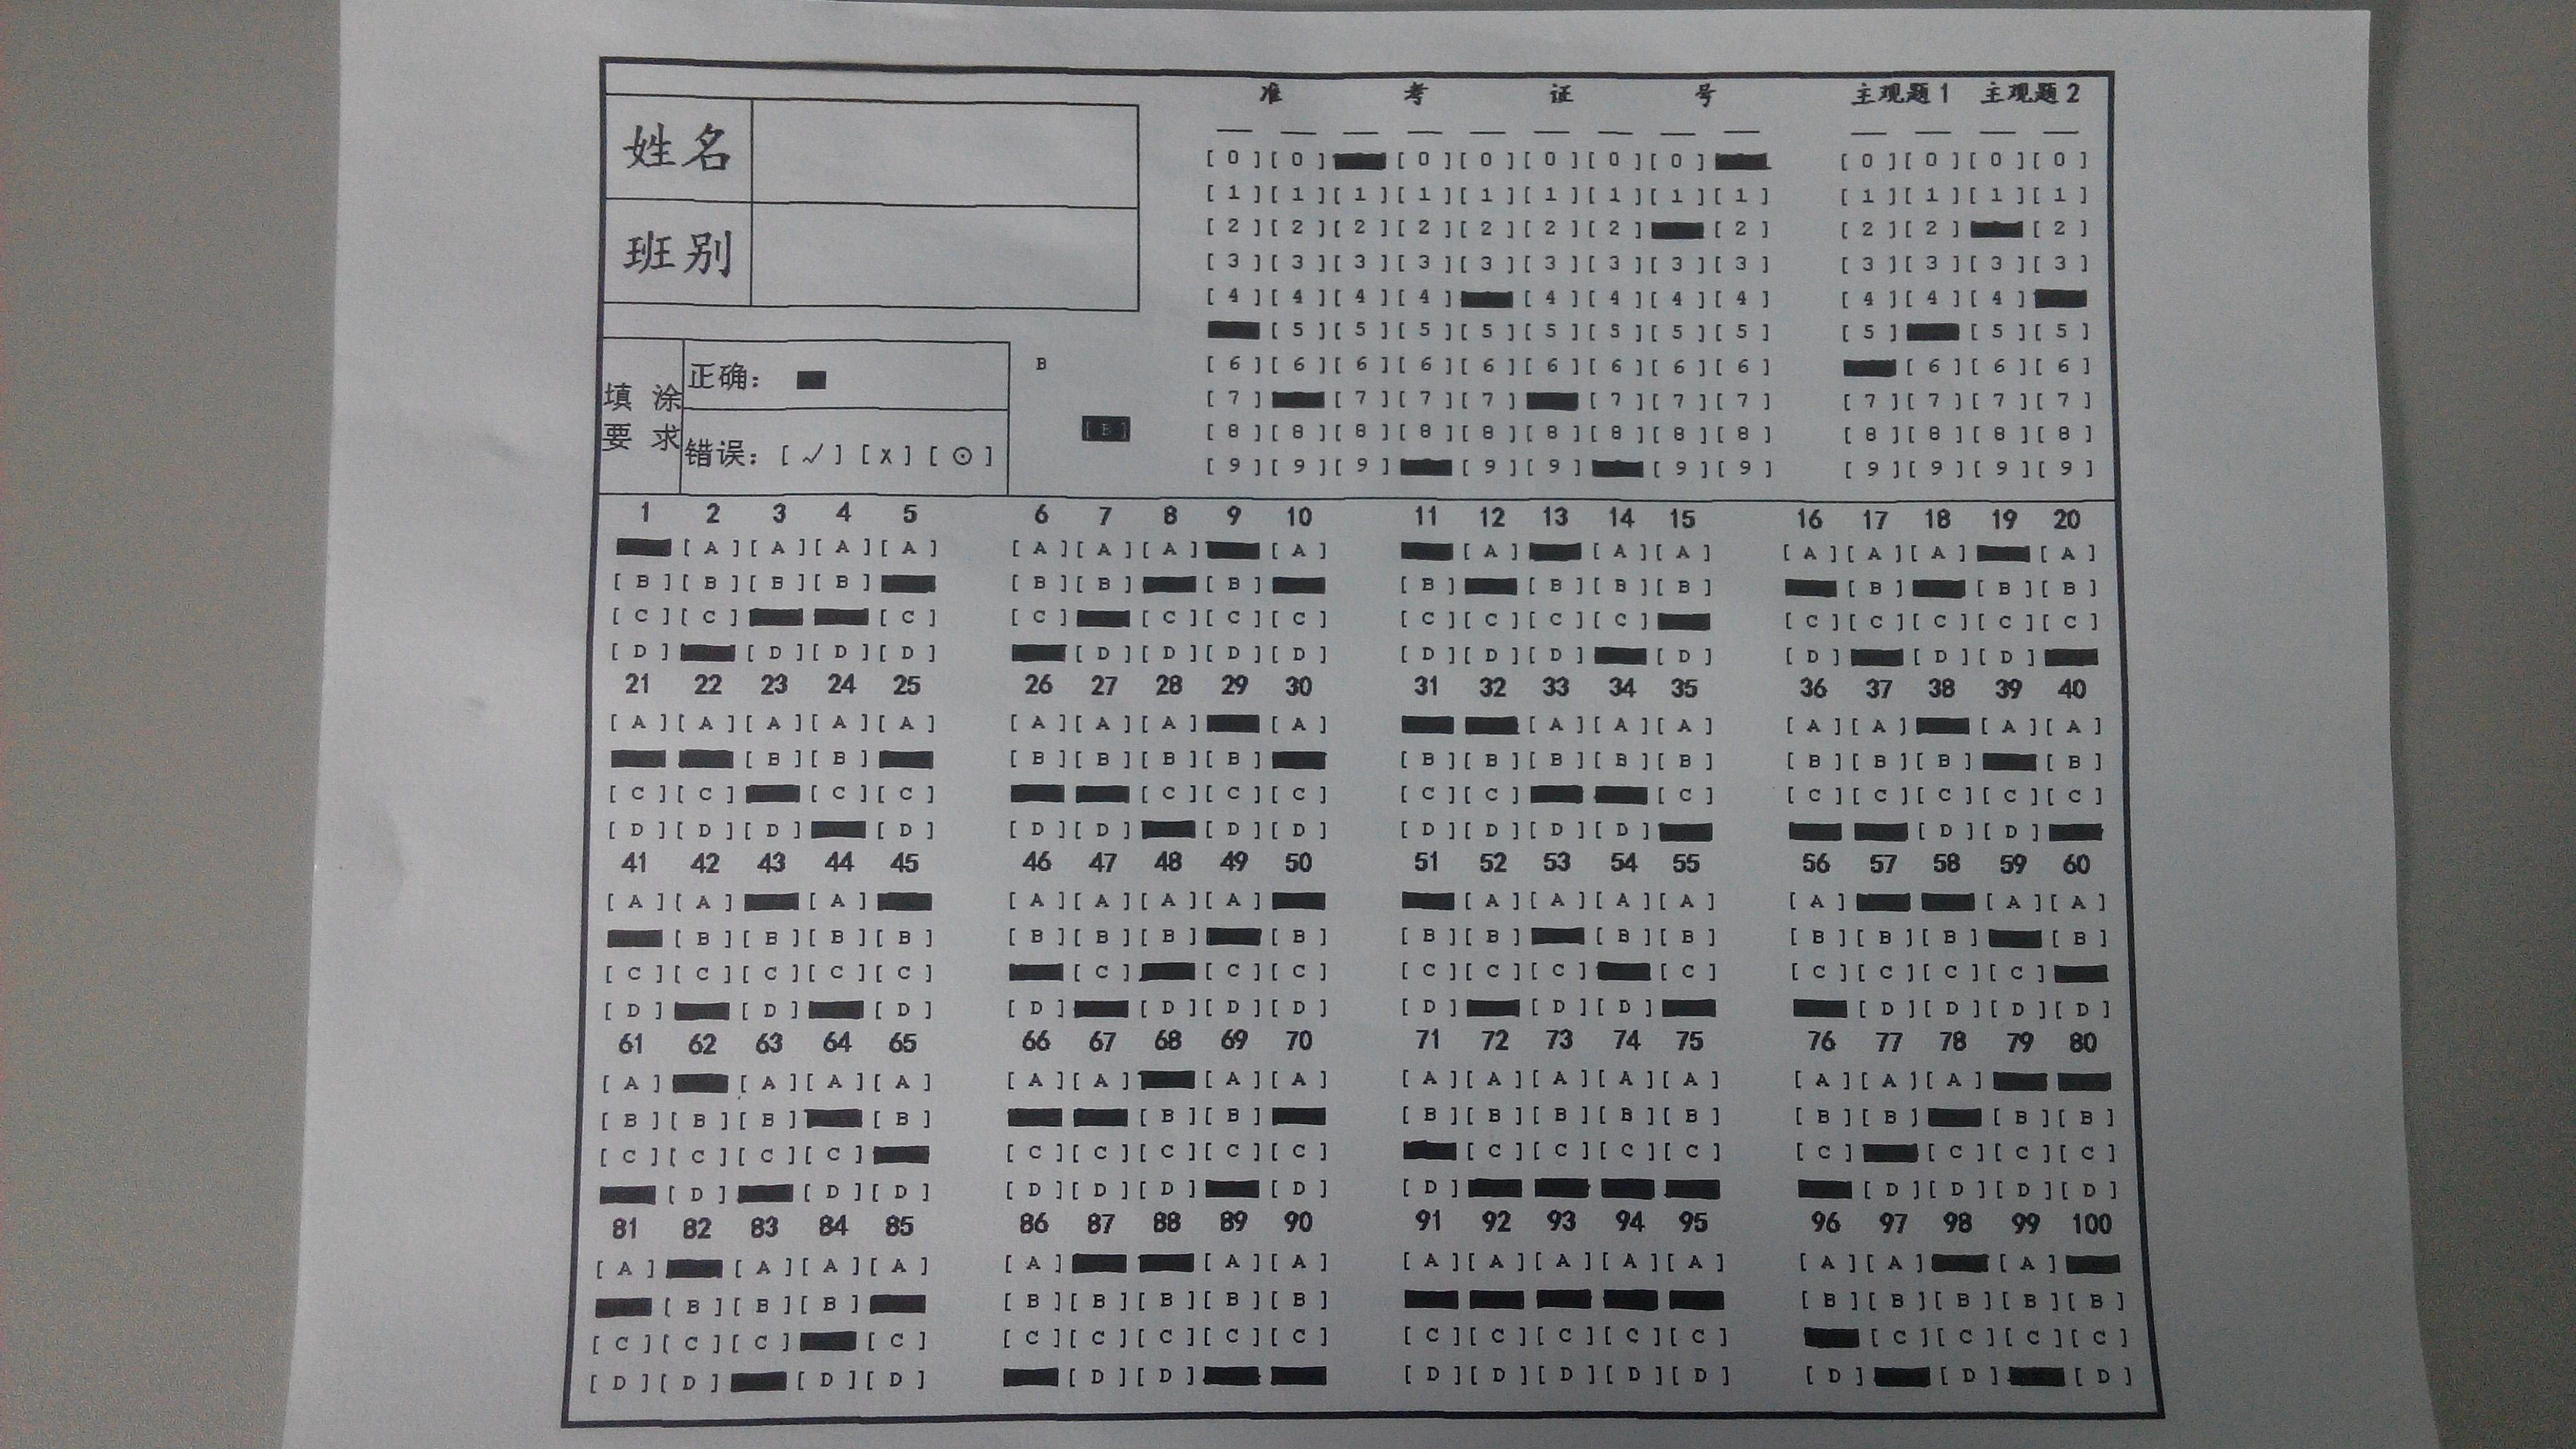 准 考 证 号 主观题1 主观题2
姓名
[ 0 ][ 0 ] [ 0 ][ 0 ][ 0 ][ 0 ][ 0 ] [ 0 ][ 0 ][ 0 ][ 0 ]
[ 1 ][ 1 ][ 1 ][ 1 ][ 1 ][ 1 ][ 1 ][ 1 ][ 1 ] [ 1 ][ 1 ][ 1 ][ 1 ]
班别
[ 2 ][ 2 ][ 2 ][ 2 ][ 2 ][ 2 ][ 2 ] [ 2 ] [ 2 ][ 2 ] [ 2 ]
[ 3 ][ 3 ][ 3 ][ 3 ][ 3 ][ 3 ][ 3 ][ 3 ][ 3 ] [ 3 ][ 3 ][ 3 ][ 3 ]
[ 4 ][ 4 ][ 4 ][ 4 ] [ 4 ][ 4 ][ 4 ][ 4 ] [ 4 ][ 4 ][ 4 ]
[ 5 ][ 5 ][ 5 ][ 5 ][ 5 ][ 5 ][ 5 ][ 5 ] [ 5 ] [ 5 ][ 5 ]
填 涂
要 求
正确：
B
[ 6 ][ 6 ][ 6 ][ 6 ][ 6 ][ 6 ][ 6 ][ 6 ][ 6 ] [ 6 ][ 6 ][ 6 ]
[ 7 ] [ 7 ][ 7 ][ 7 ] [ 7 ][ 7 ][ 7 ] [ 7 ][ 7 ][ 7 ][ 7 ]
错误：[ √ ] [ x ] [ ⊙ ]
[ B ]
[ 8 ][ 8 ][ 8 ][ 8 ][ 8 ][ 8 ][ 8 ][ 8 ][ 8 ] [ 8 ][ 8 ][ 8 ][ 8 ]
[ 9 ][ 9 ][ 9 ] [ 9 ][ 9 ] [ 9 ][ 9 ] [ 9 ][ 9 ][ 9 ][ 9 ]
1 2 3 4 5 6 7 8 9 10 11 12 13 14 15 16 17 18 19 20
[ A ][ A ][ A ][ A ] [ A ][ A ][ A ] [ A ] [ A ] [ A ][ A ] [ A ][ A ][ A ] [ A ]
[ B ][ B ][ B ][ B ] [ B ][ B ] [ B ] [ B ] [ B ][ B ][ B ] [ B ] [ B ][ B ]
[ C ][ C ] [ C ] [ C ] [ C ][ C ][ C ] [ C ][ C ][ C ][ C ] [ C ][ C ][ C ][ C ][ C ]
[ D ] [ D ][ D ][ D ] [ D ][ D ][ D ][ D ] [ D ][ D ][ D ] [ D ] [ D ] [ D ][ D ]
21 22 23 24 25 26 27 28 29 30 31 32 33 34 35 36 37 38 39 40
[ A ][ A ][ A ][ A ][ A ] [ A ][ A ][ A ] [ A ] [ A ][ A ][ A ] [ A ][ A ] [ A ][ A ]
[ B ][ B ] [ B ][ B ][ B ][ B ] [ B ][ B ][ B ][ B ][ B ] [ B ][ B ][ B ] [ B ]
[ C ][ C ] [ C ][ C ] [ C ][ C ][ C ] [ C ][ C ] [ C ] [ C ][ C ][ C ][ C ][ C ]
[ D ][ D ][ D ] [ D ] [ D ][ D ] [ D ][ D ] [ D ][ D ][ D ][ D ] [ D ][ D ]
41 42 43 44 45 46 47 48 49 50 51 52 53 54 55 56 57 58 59 60
[ A ][ A ] [ A ] [ A ][ A ][ A ][ A ] [ A ][ A ][ A ][ A ] [ A ] [ A ][ A ]
[ B ][ B ][ B ][ B ] [ B ][ B ][ B ] [ B ] [ B ][ B ] [ B ][ B ] [ B ][ B ][ B ] [ B ]
[ C ][ C ][ C ][ C ][ C ] [ C ] [ C ][ C ] [ C ][ C ][ C ] [ C ] [ C ][ C ][ C ][ C ]
[ D ] [ D ] [ D ] [ D ] [ D ][ D ][ D ] [ D ] [ D ][ D ] [ D ][ D ][ D ][ D ]
61 62 63 64 65 66 67 68 69 70 71 72 73 74 75 76 77 78 79 80
[ A ] [ A ][ A ][ A ] [ A ][ A ] [ A ][ A ] [ A ][ A ][ A ][ A ][ A ] [ A ][ A ][ A ]
[ B ][ B ][ B ] [ B ] [ B ][ B ] [ B ][ B ][ B ][ B ][ B ] [ B ][ B ] [ B ][ B ]
[ C ][ C ][ C ][ C ] [ C ][ C ][ C ][ C ][ C ] [ C ][ C ][ C ][ C ] [ C ] [ C ][ C ][ C ]
[ D ] [ D ][ D ] [ D ][ D ][ D ] [ D ] [ D ] [ D ][ D ][ D ][ D ]
81 82 83 84 85 86 87 88 89 90 91 92 93 94 95 96 97 98 99 100
[ A ] [ A ][ A ][ A ] [ A ] [ A ][ A ] [ A ][ A ][ A ][ A ][ A ] [ A ][ A ] [ A ]
[ B ][ B ][ B ] [ B ][ B ][ B ][ B ][ B ] [ B ][ B ][ B ][ B ][ B ]
[ C ][ C ][ C ] [ C ] [ C ][ C ][ C ][ C ][ C ] [ C ][ C ][ C ][ C ][ C ] [ C ][ C ][ C ][ C ]
[ D ][ D ] [ D ][ D ] [ D ][ D ] [ D ][ D ][ D ][ D ][ D ] [ D ] [ D ] [ D ]